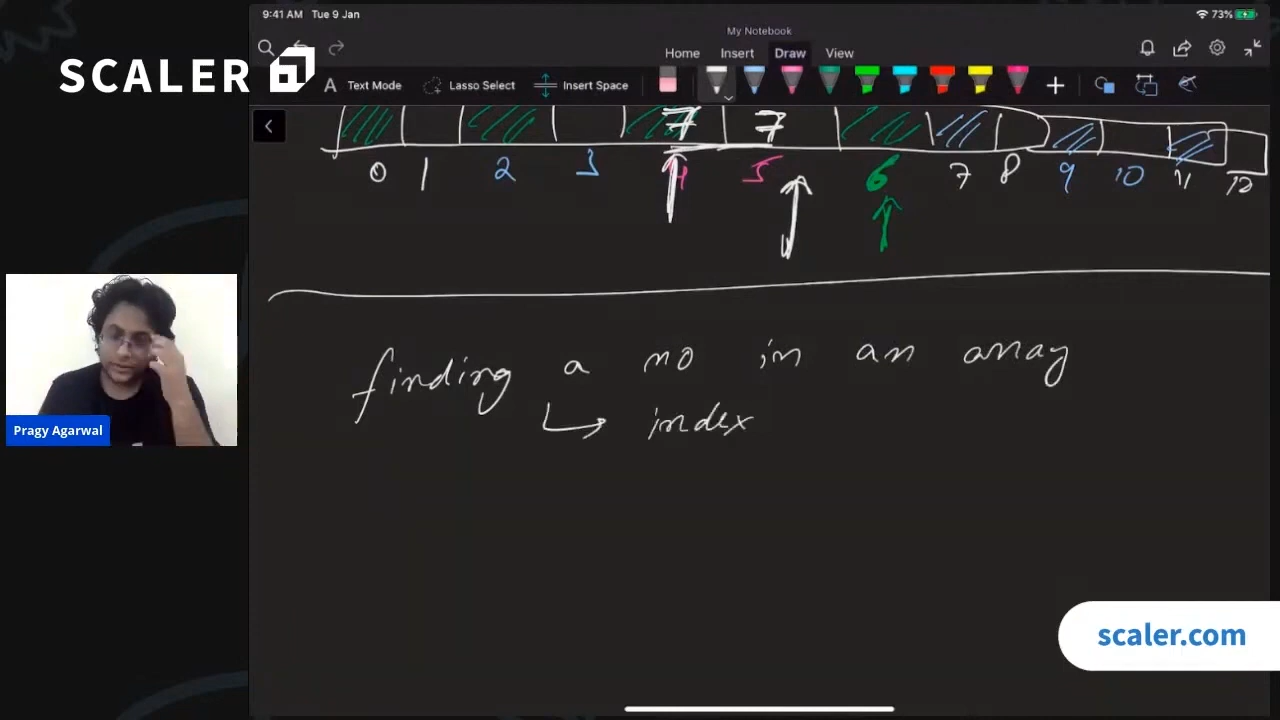 9:41 AM Tue 9 Jan
73%
My Notebook
Home Insert Draw View
SCALER
A Text Mode Lasso Select Insert Space
7 7
0 1 2 3 4 5 6 7 8 9 10 11 12
finding a no in an array
index
Pragy Agarwal
scaler.com